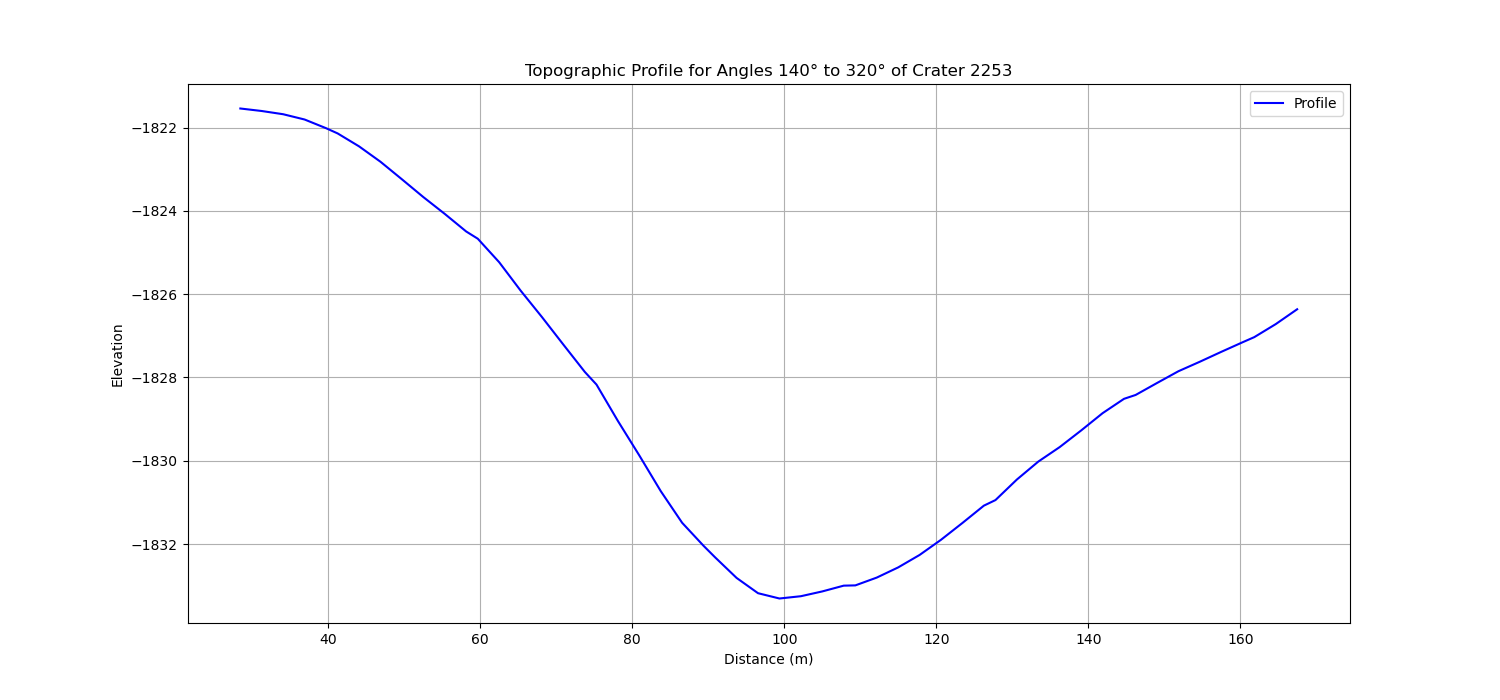 Topographic Profile for Angles 140° to 320° of Crater 2253
Profile
Elevation
−1822
−1824
−1826
−1828
−1830
−1832
40 60 80 100 120 140 160
Distance (m)